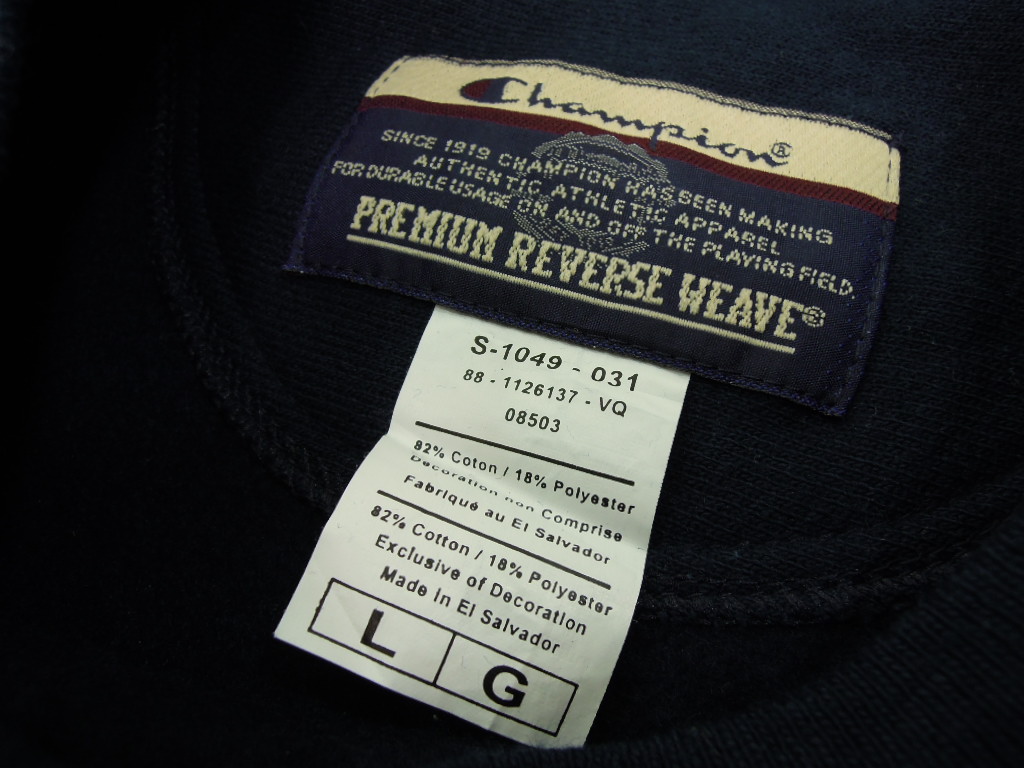 Champion®
SINCE 1919 CHAMPION HAS BEEN MAKING
AUTHENTIC ATHLETIC APPAREL
FOR DURABLE USAGE ON AND OFF THE PLAYING FIELD.
PREMIUM REVERSE WEAVE®
S-1049 - 031
88 - 1126137 - VQ
08503
82% Coton / 18% Polyester
Decoration non Comprise
Fabriqué au El Salvador
82% Cotton / 18% Polyester
Exclusive of Decoration
Made In El Salvador
L G